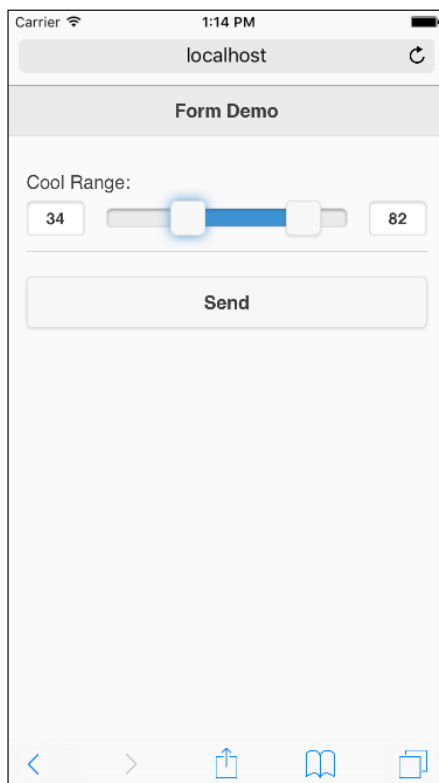 Carrier 1:14 PM
localhost
Form Demo
Cool Range:
34 82
Send